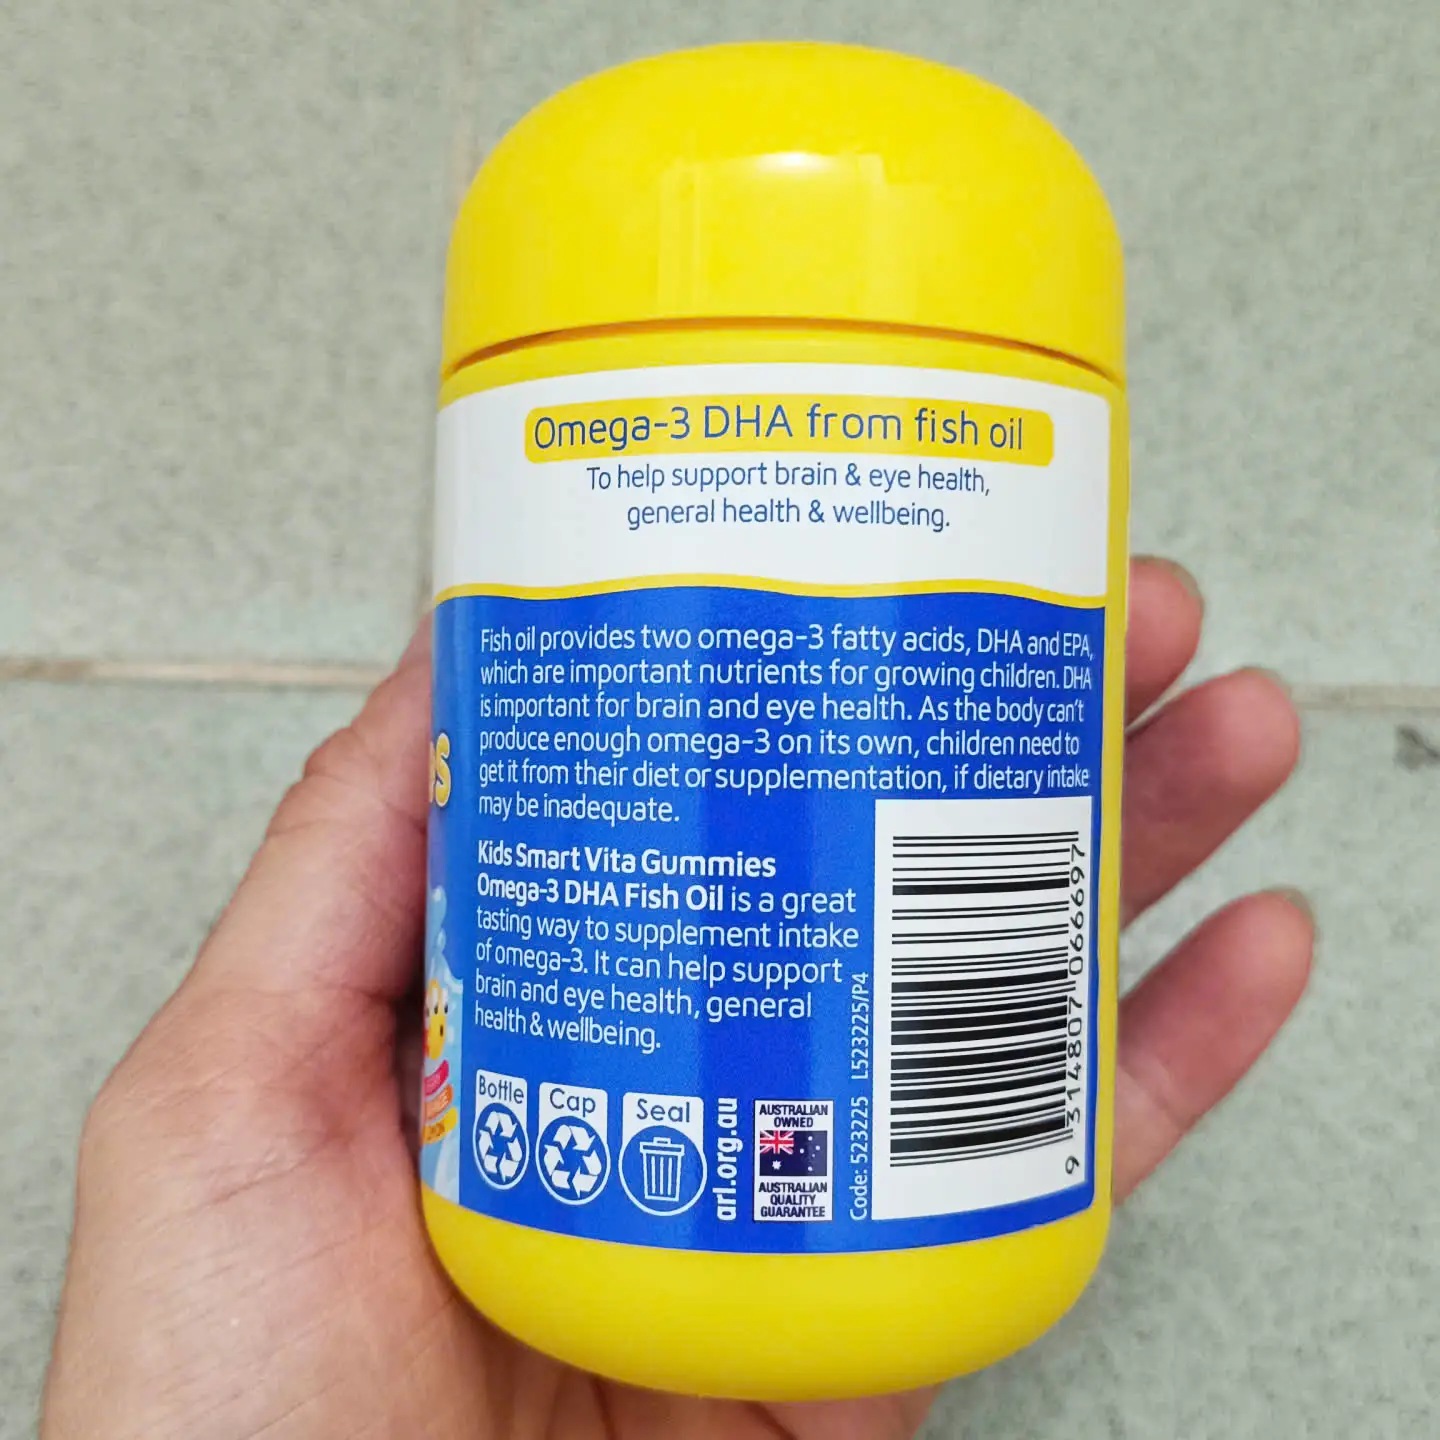 Omega-3 DHA from fish oil
To help support brain & eye health,
general health & wellbeing.
Fish oil provides two omega-3 fatty acids, DHA and EPA,
which are important nutrients for growing children. DHA
is important for brain and eye health. As the body can't
produce enough omega-3 on its own, children need to
get it from their diet or supplementation, if dietary intake
may be inadequate.
Kids Smart Vita Gummies
Omega-3 DHA Fish Oil is a great
tasting way to supplement intake
of omega-3. It can help support
brain and eye health, general
health & wellbeing.
Bottle
Cap
Seal
arl.org.au
AUSTRALIAN
OWNED
AUSTRALIAN
QUALITY
GUARANTEE
Code: 523225 L523225/P4
9 314807 066697